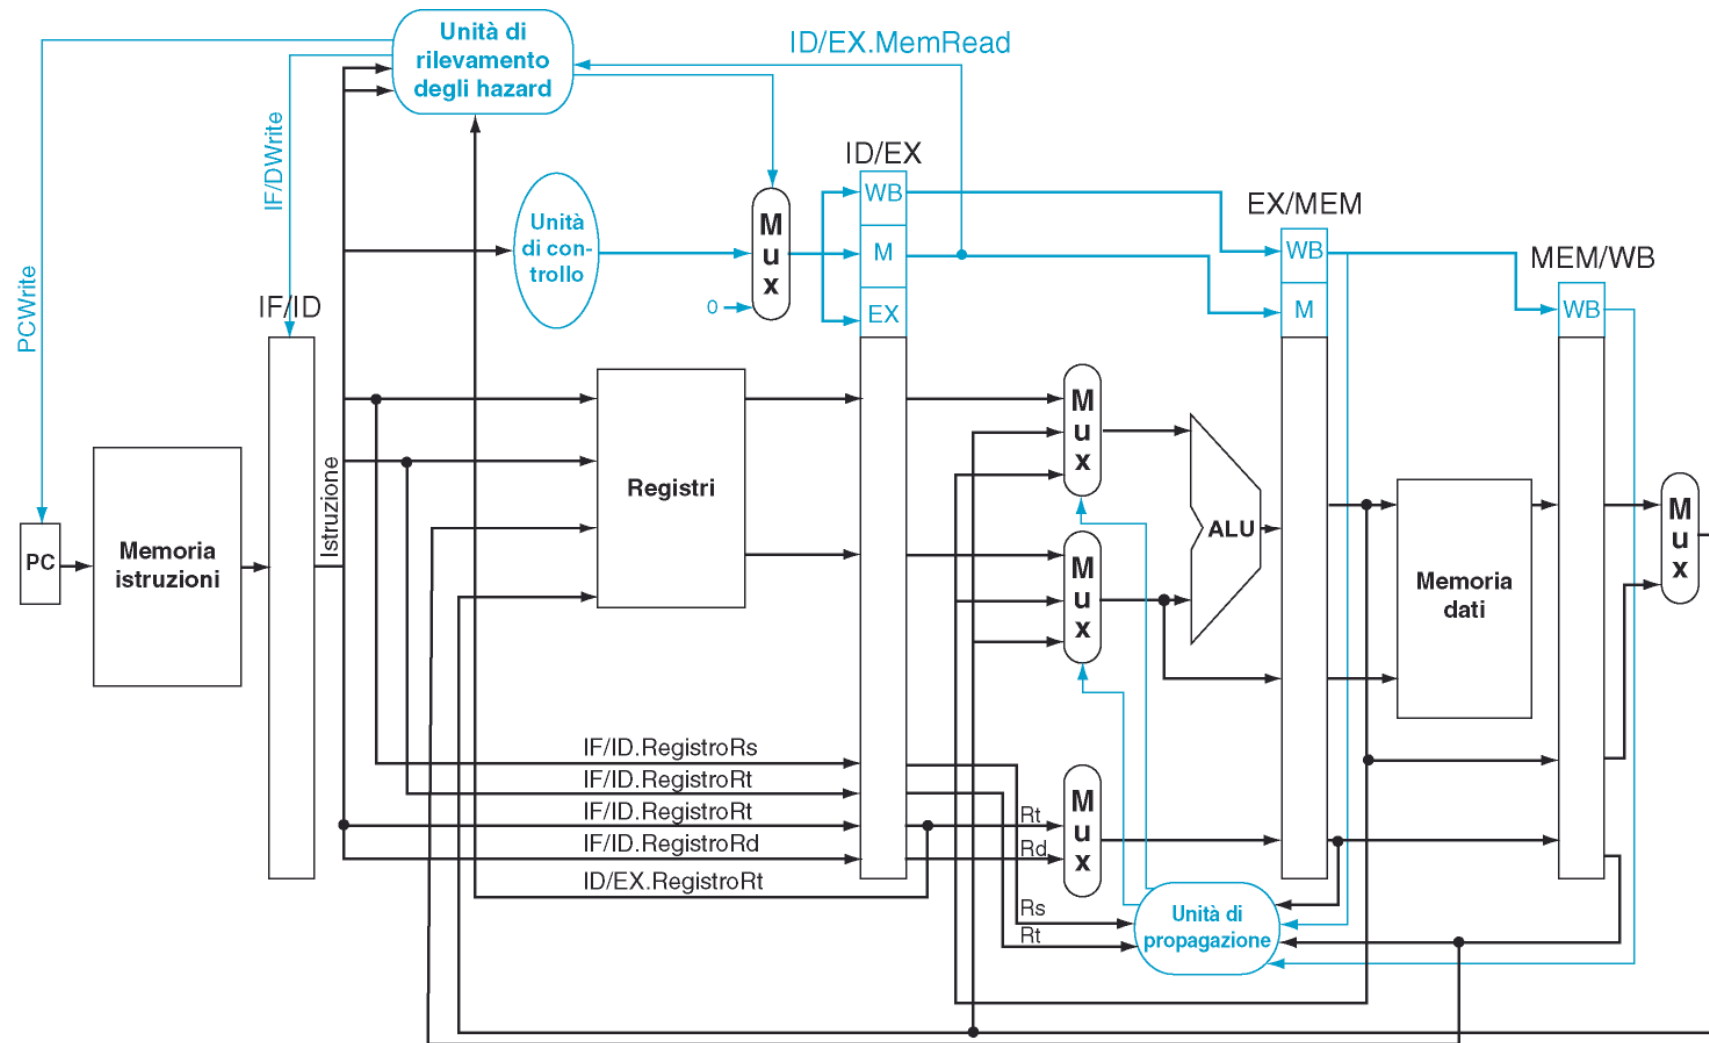 Unità di
rilevamento
degli hazard
ID/EX.MemRead
IF/DWrite
PCWrite
ID/EX
WB
M
EX
Unità
di con-
trollo
M
u
x
0
EX/MEM
WB
M
MEM/WB
WB
IF/ID
PC
Memoria
istruzioni
Istruzione
Registri
M
u
x
M
u
x
ALU
Memoria
dati
M
u
x
IF/ID.RegistroRs
IF/ID.RegistroRt
IF/ID.RegistroRt
IF/ID.RegistroRd
ID/EX.RegistroRt
Rt
Rd
M
u
x
Rs
Rt
Unità di
propagazione